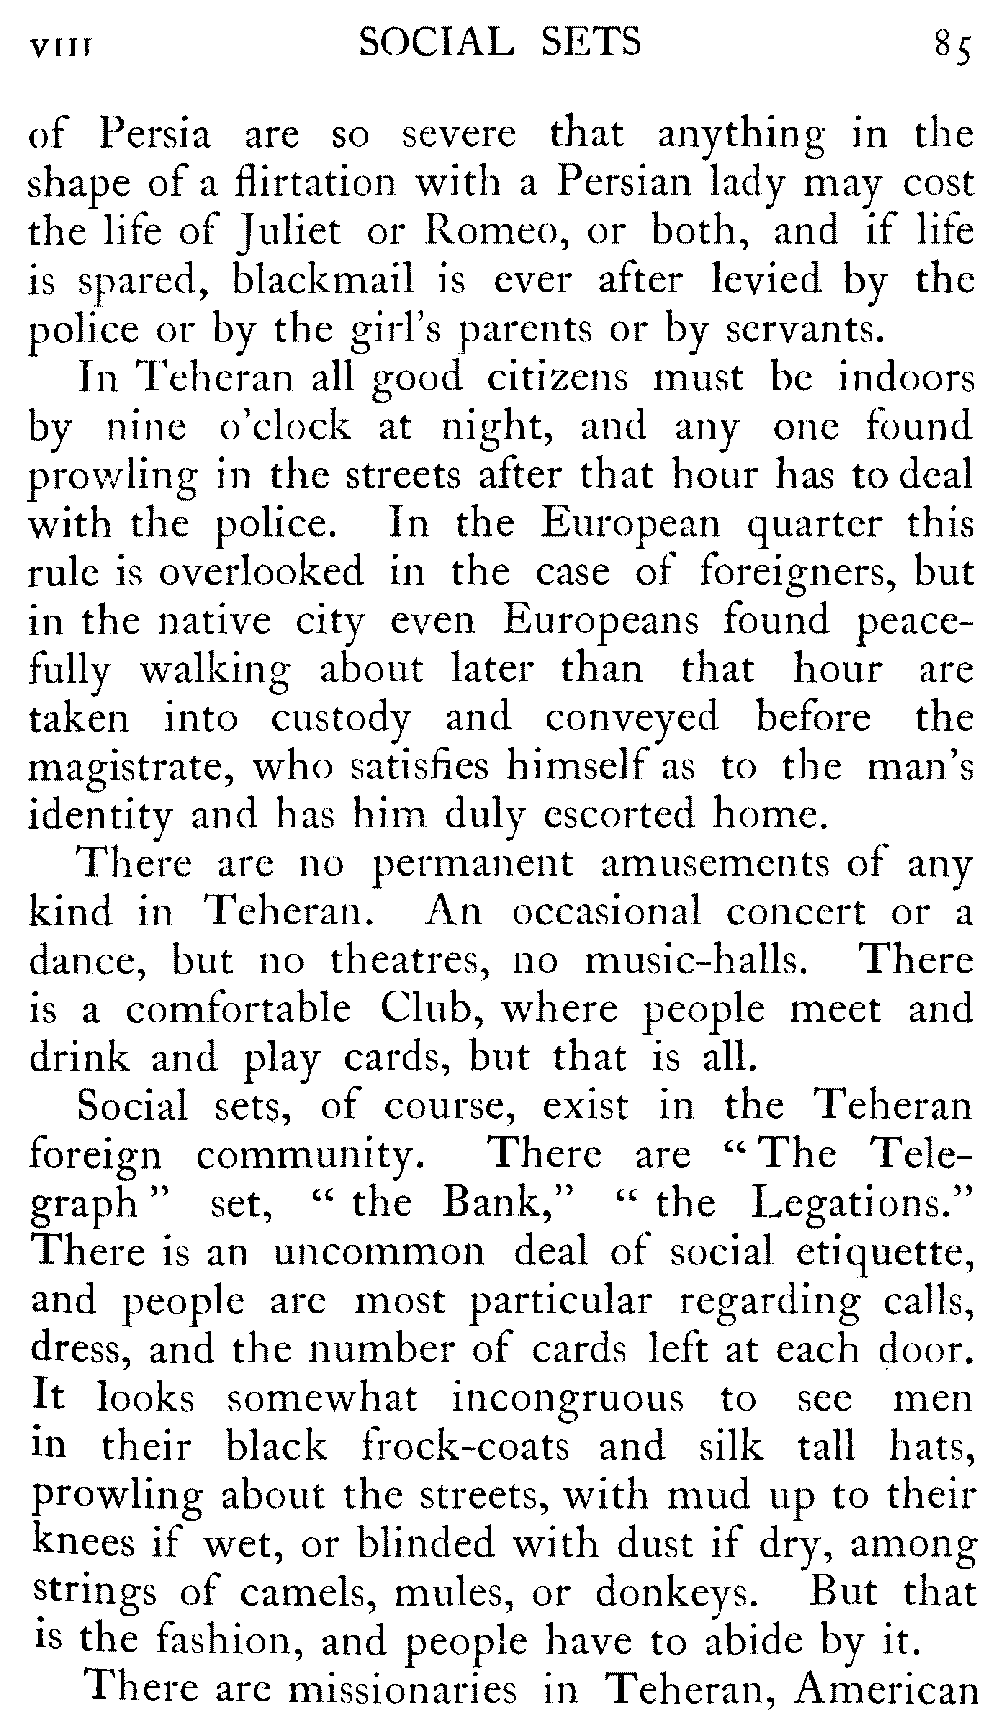 VIII SOCIAL SETS 85
of Persia are so severe that anything in the
shape of a flirtation with a Persian lady may cost
the life of Juliet or Romeo, or both, and if life
is spared, blackmail is ever after levied by the
police or by the girl's parents or by servants.
In Teheran all good citizens must be indoors
by nine o'clock at night, and any one found
prowling in the streets after that hour has to deal
with the police. In the European quarter this
rule is overlooked in the case of foreigners, but
in the native city even Europeans found peace-
fully walking about later than that hour are
taken into custody and conveyed before the
magistrate, who satisfies himself as to the man's
identity and has him duly escorted home.
There are no permanent amusements of any
kind in Teheran. An occasional concert or a
dance, but no theatres, no music-halls. There
is a comfortable Club, where people meet and
drink and play cards, but that is all.
Social sets, of course, exist in the Teheran
foreign community. There are “The Tele-
graph” set, “the Bank,” “the Legations.”
There is an uncommon deal of social etiquette,
and people are most particular regarding calls,
dress, and the number of cards left at each door.
It looks somewhat incongruous to see men
in their black frock-coats and silk tall hats,
prowling about the streets, with mud up to their
knees if wet, or blinded with dust if dry, among
strings of camels, mules, or donkeys. But that
is the fashion, and people have to abide by it.
There are missionaries in Teheran, American